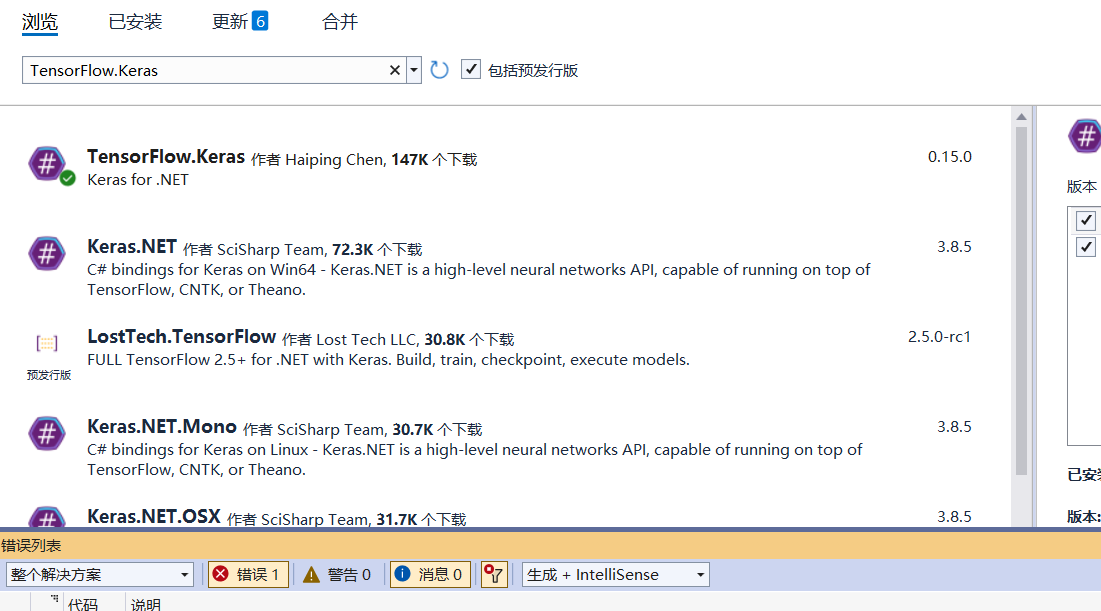 浏览 已安装 更新 6 合并
TensorFlow.Keras 包括预发行版
TensorFlow.Keras 作者 Haiping Chen, 147K 个下载 0.15.0
Keras for .NET
版本
Keras.NET 作者 SciSharp Team, 72.3K 个下载 3.8.5
C# bindings for Keras on Win64 - Keras.NET is a high-level neural networks API, capable of running on top of
TensorFlow, CNTK, or Theano.
LostTech.TensorFlow 作者 Lost Tech LLC, 30.8K 个下载 2.5.0-rc1
FULL TensorFlow 2.5+ for .NET with Keras. Build, train, checkpoint, execute models.
预发行版
Keras.NET.Mono 作者 SciSharp Team, 30.7K 个下载 3.8.5
C# bindings for Keras on Linux - Keras.NET is a high-level neural networks API, capable of running on top of
TensorFlow, CNTK, or Theano.
已安装
Keras.NET.OSX 作者 SciSharp Team, 31.7K 个下载 3.8.5
版本:
错误列表
整个解决方案 错误 1 警告 0 消息 0 生成 + IntelliSense
代码 说明